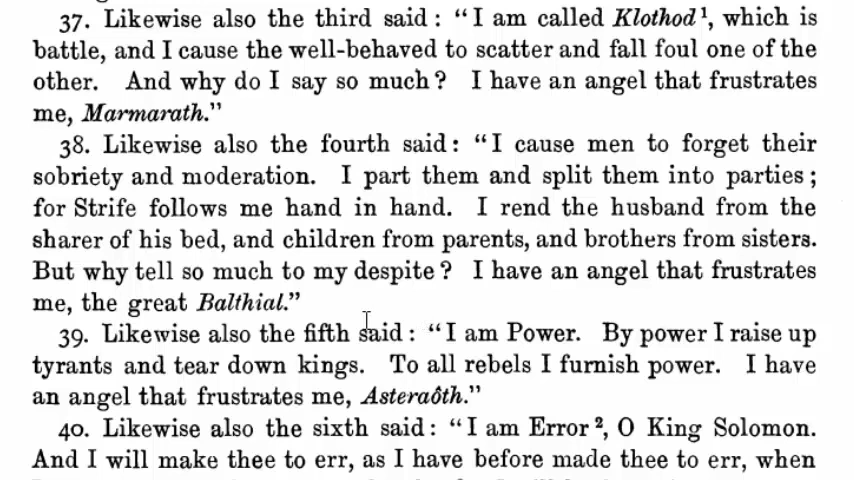 37. Likewise also the third said: "I am called Klothod¹, which is
battle, and I cause the well-behaved to scatter and fall foul one of the
other. And why do I say so much? I have an angel that frustrates
me, Marmarath."
38. Likewise also the fourth said: "I cause men to forget their
sobriety and moderation. I part them and split them into parties;
for Strife follows me hand in hand. I rend the husband from the
sharer of his bed, and children from parents, and brothers from sisters.
But why tell so much to my despite? I have an angel that frustrates
me, the great Balthial."
39. Likewise also the fifth said: "I am Power. By power I raise up
tyrants and tear down kings. To all rebels I furnish power. I have
an angel that frustrates me, Asteraôth."
40. Likewise also the sixth said: "I am Error², O King Solomon.
And I will make thee to err, as I have before made thee to err, when